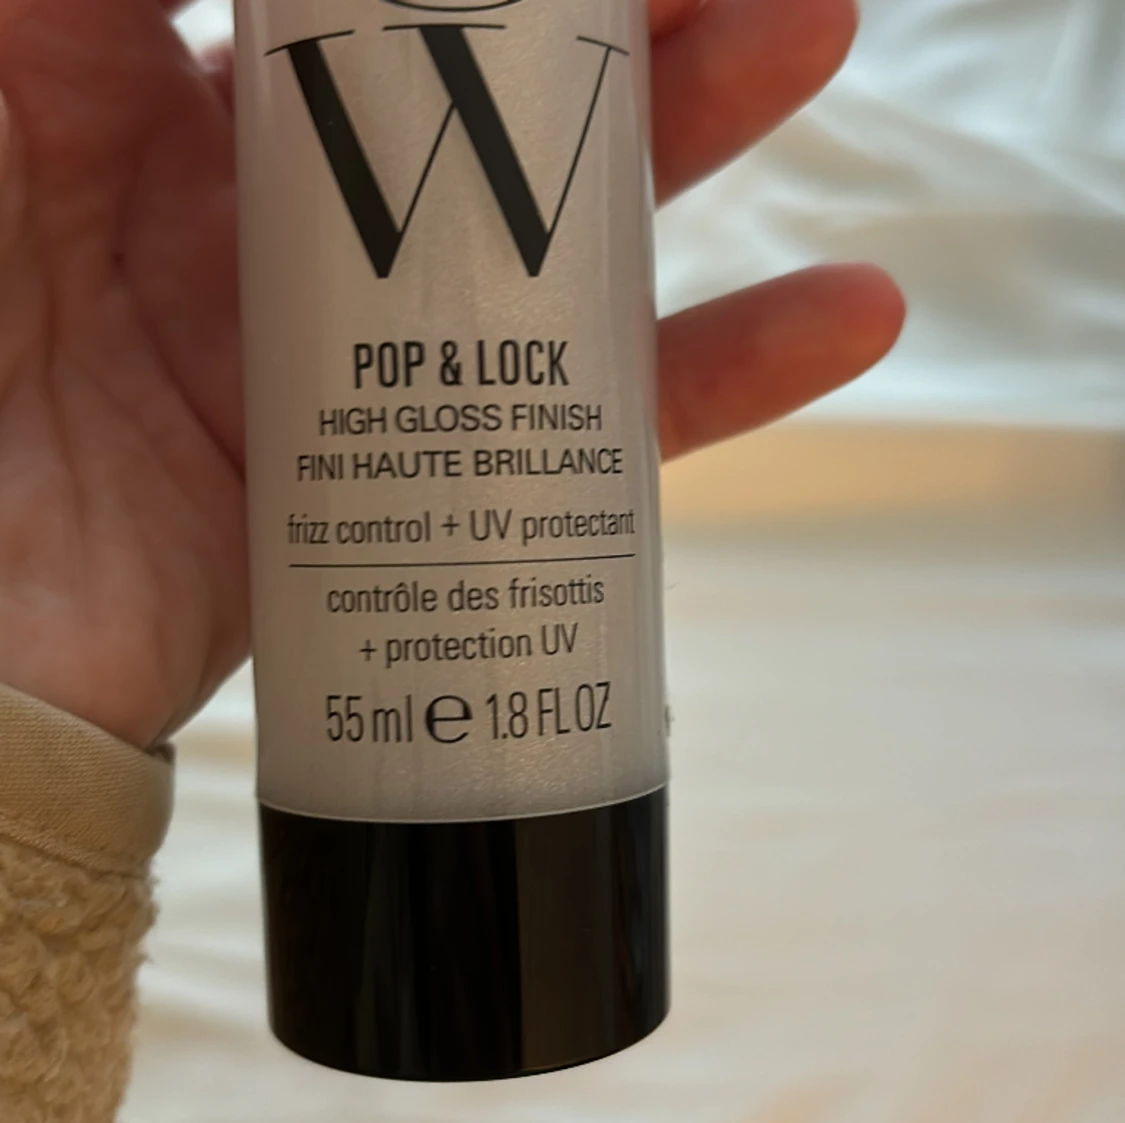 W
POP & LOCK
HIGH GLOSS FINISH
FINI HAUTE BRILLANCE
frizz control + UV protectant
contrôle des frisottis
+ protection UV
55 ml ℮ 1.8 FL OZ